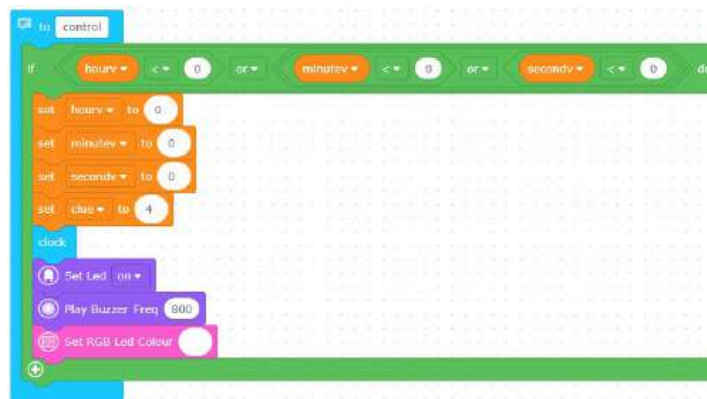 to control
if hourv < 0 or minutev < 0 or secondv < 0
set hourv to 0
set minutev to 0
set secondv to 0
set clue to 4
clock
Set Led on
Play Buzzer Freq 800
Set RGB Led Colour